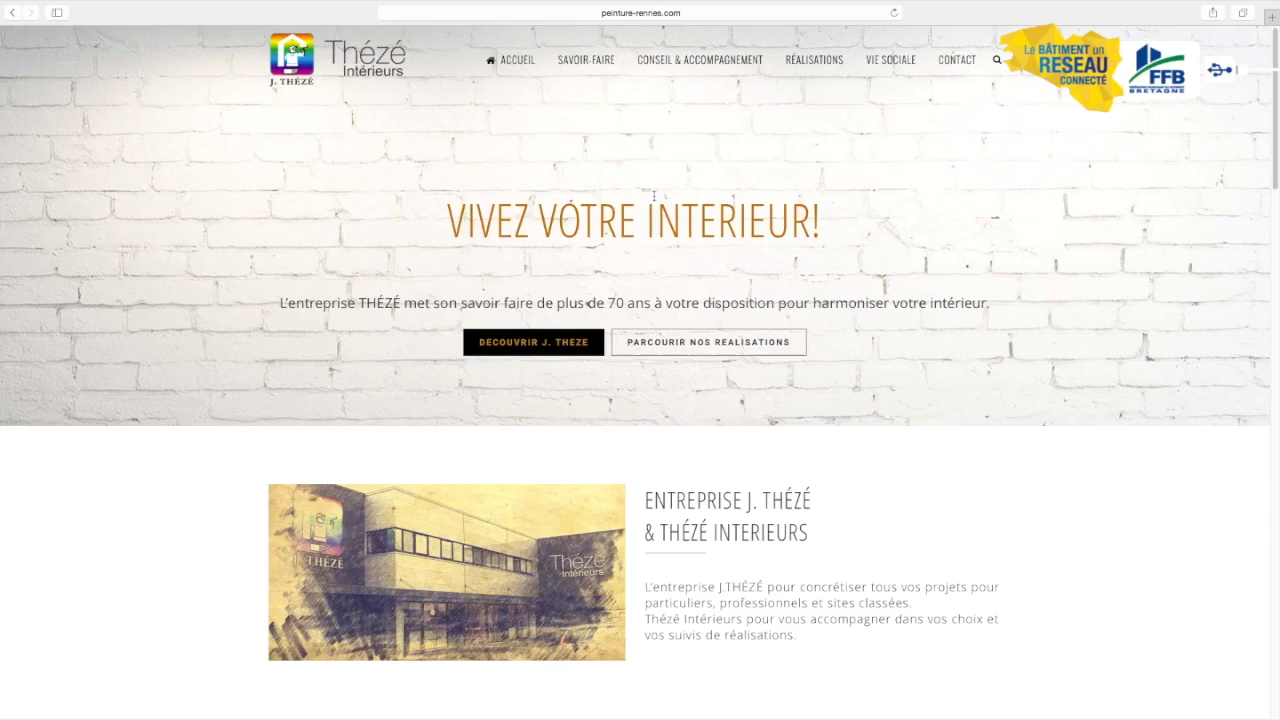 peinture-rennes.com
Thézé
Intérieurs
J. THÉZÉ
ACCUEIL
SAVOIR-FAIRE
CONSEIL & ACCOMPAGNEMENT
RÉALISATIONS
VIE SOCIALE
CONTACT
Le BÂTIMENT un
RESEAU
CONNECTÉ
FFB
BRETAGNE
VIVEZ VOTRE INTERIEUR!
L'entreprise THÉZÉ met son savoir faire de plus de 70 ans à votre disposition pour harmoniser votre intérieur.
DECOUVRIR J. THEZE
PARCOURIR NOS REALISATIONS
J. THÉZÉ
Thézé
Intérieurs
ENTREPRISE J. THÉZÉ
& THÉZÉ INTERIEURS
L'entreprise J.THÉZÉ pour concrétiser tous vos projets pour
particuliers, professionnels et sites classées.
Thézé Intérieurs pour vous accompagner dans vos choix et
vos suivis de réalisations.